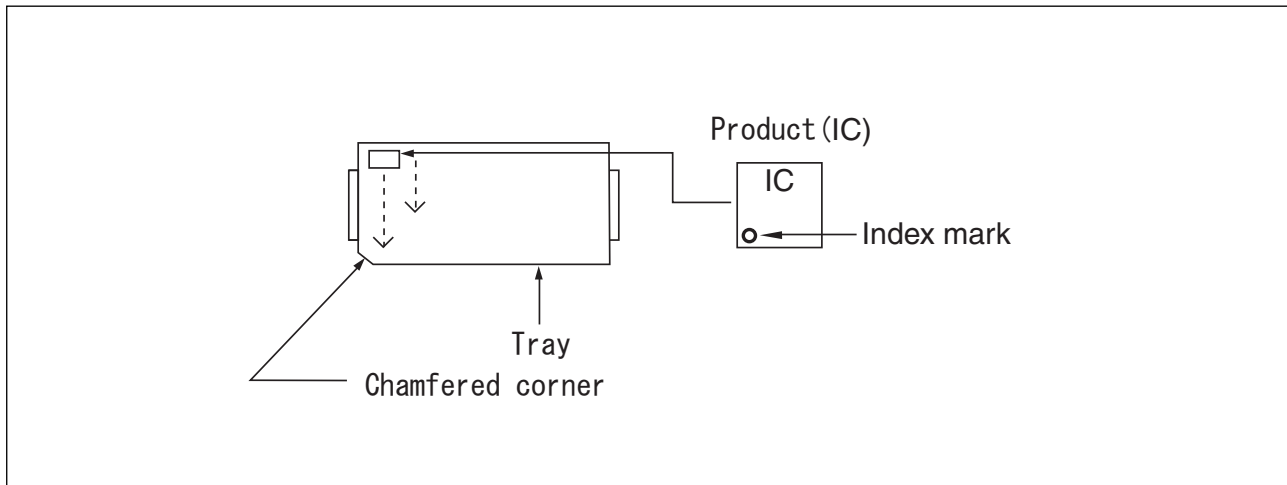 Product(IC)
IC
Index mark
Tray
Chamfered corner